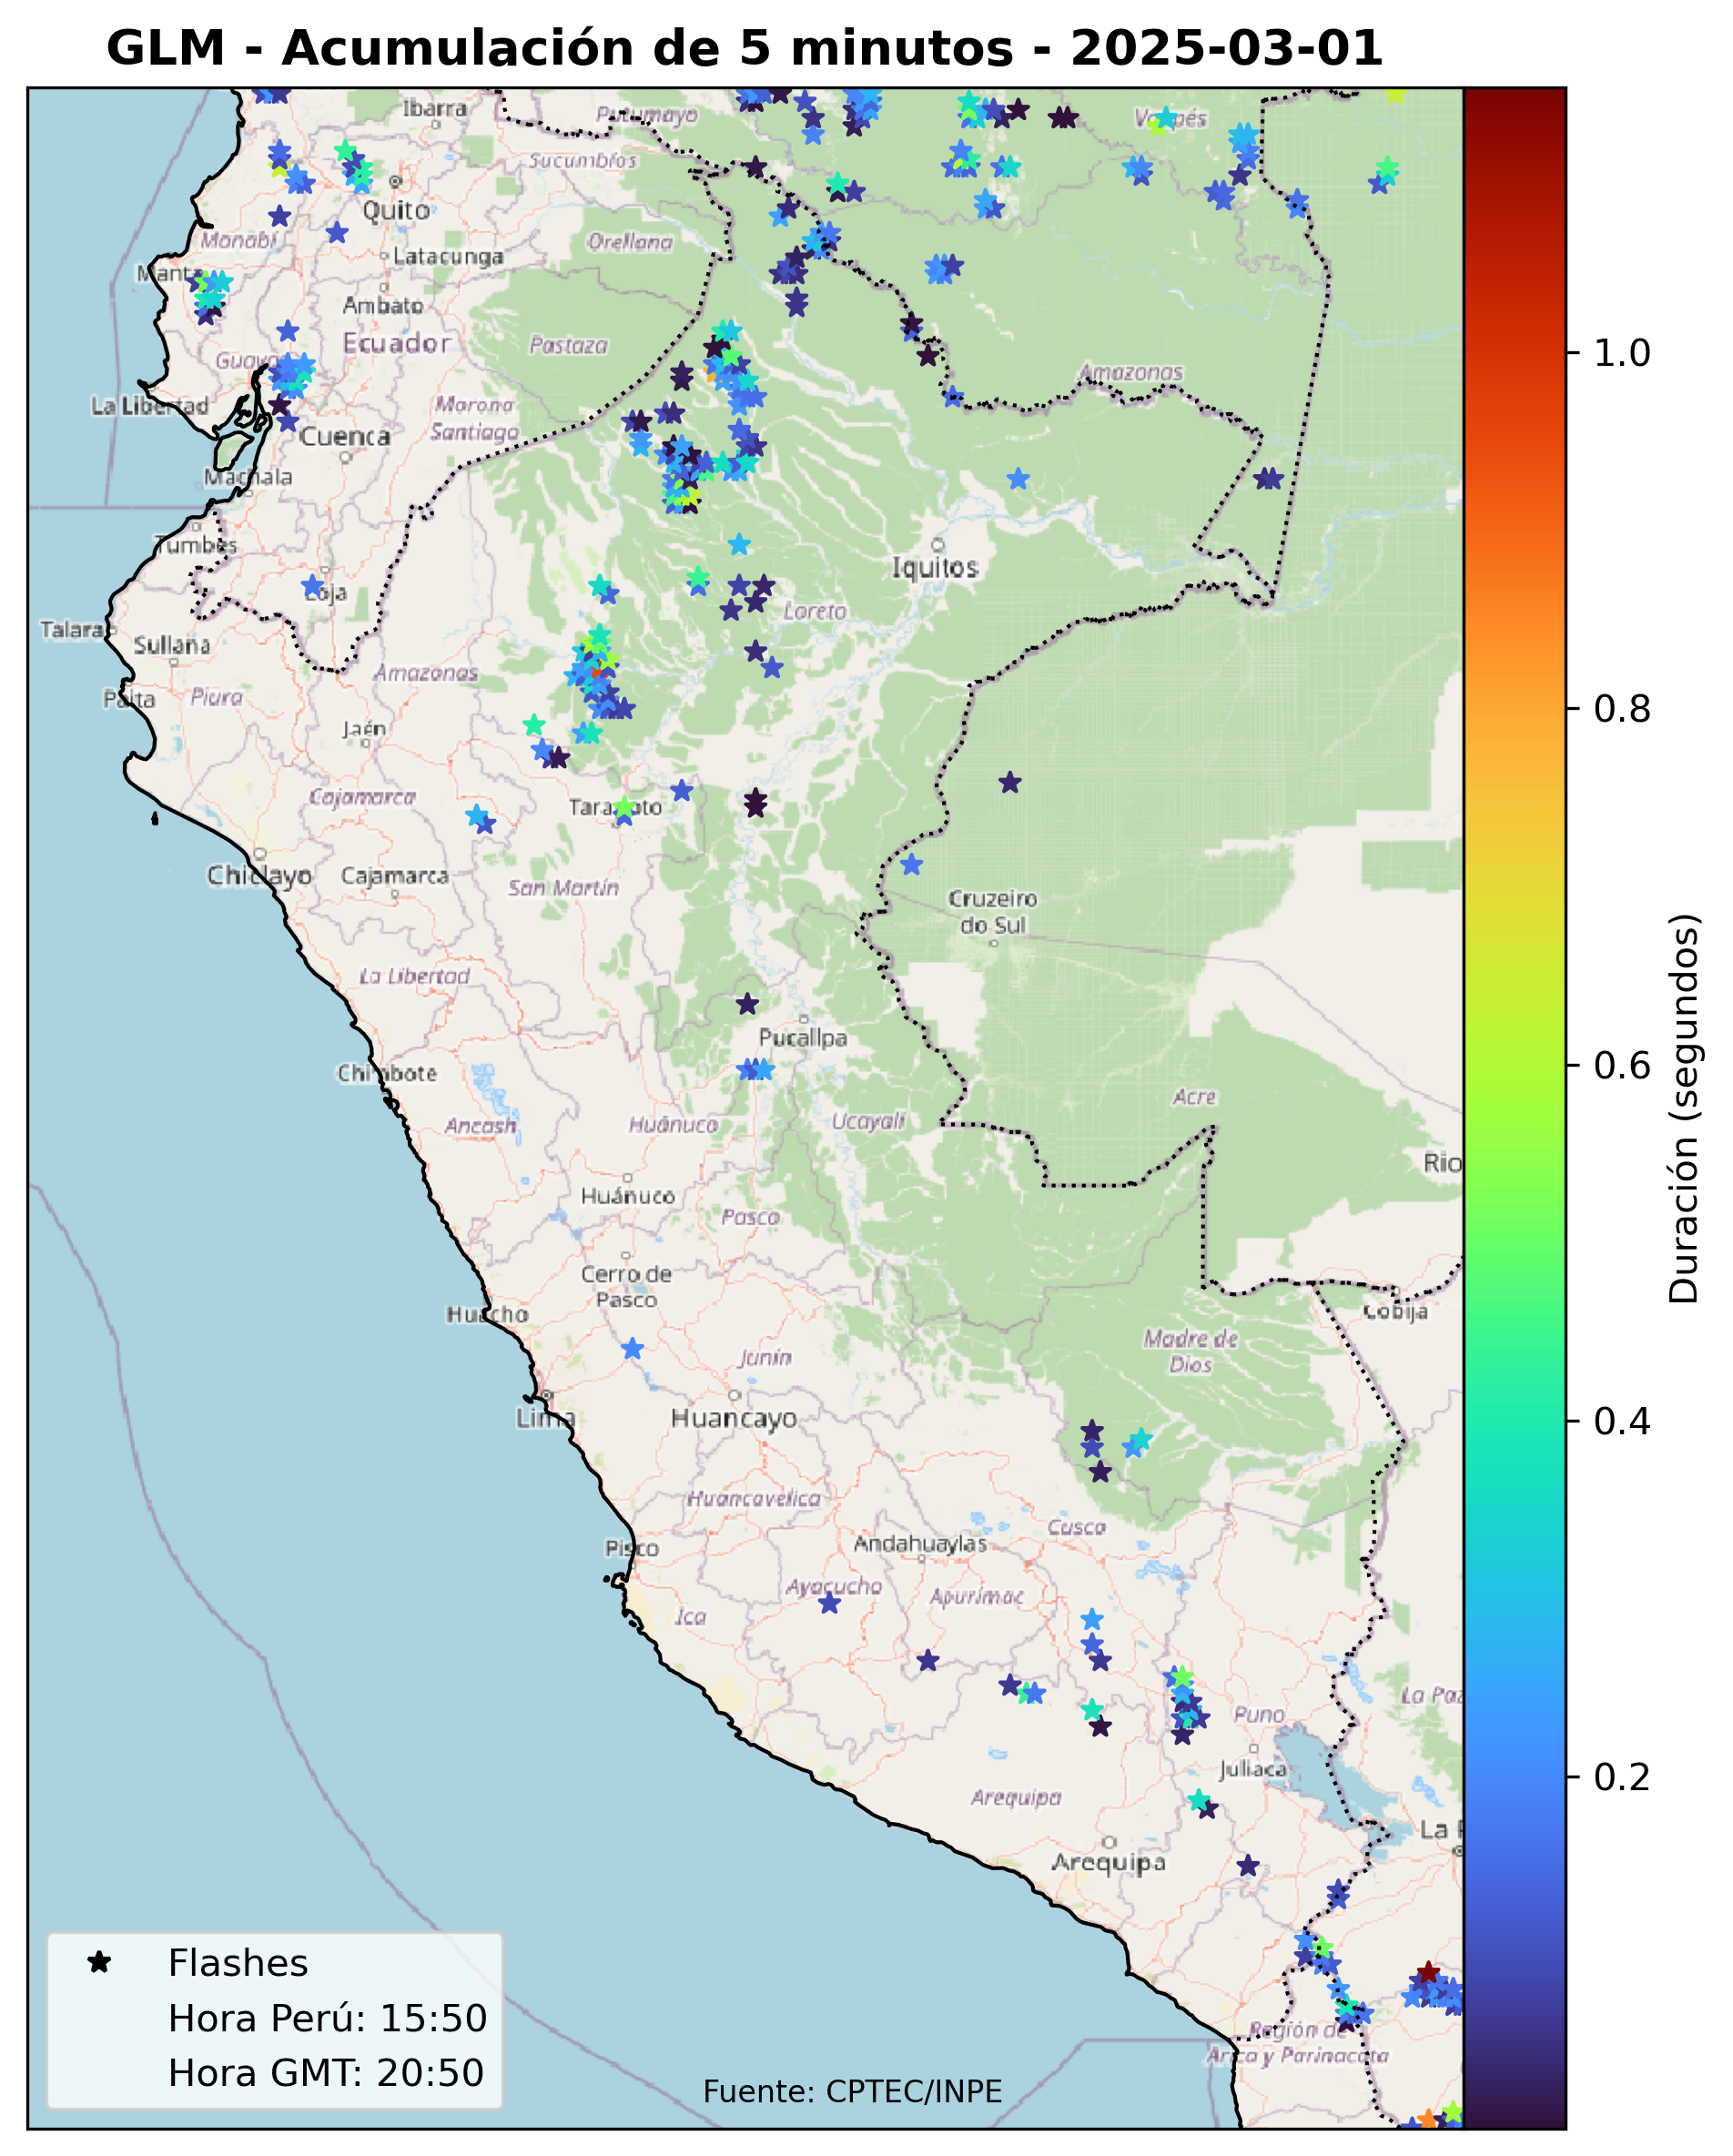 GLM - Acumulación de 5 minutos - 2025-03-01
Ibarra
Putumayo
Vaupés
Sucumbíos
Quito
Manabí
Orellana
Latacunga
Manta
Ambato
Ecuador
Pastaza
Guayas
Amazonas
La Libertad
Morona
Santiago
Cuenca
Machala
Tumbes
Iquitos
Loja
Loreto
Talara
Sullana
Amazonas
Paita
Piura
Jaén
Cajamarca
Tarapoto
Chiclayo
Cajamarca
San Martín
Cruzeiro
do Sul
La Libertad
Pucallpa
Chimbote
Acre
Ancash
Huánuco
Ucayali
Rio
Huánuco
Pasco
Cerro de
Pasco
Huacho
Cobija
Madre de
Dios
Junín
Lima
Huancayo
Huancavelica
Cusco
Pisco
Andahuaylas
Ayacucho
Apurímac
Ica
La Paz
Puno
Juliaca
Arequipa
La P
Arequipa
Región de
Arica y Parinacota
Flashes
Hora Perú: 15:50
Hora GMT: 20:50
Fuente: CPTEC/INPE
1.0
0.8
0.6
0.4
0.2
Duración (segundos)